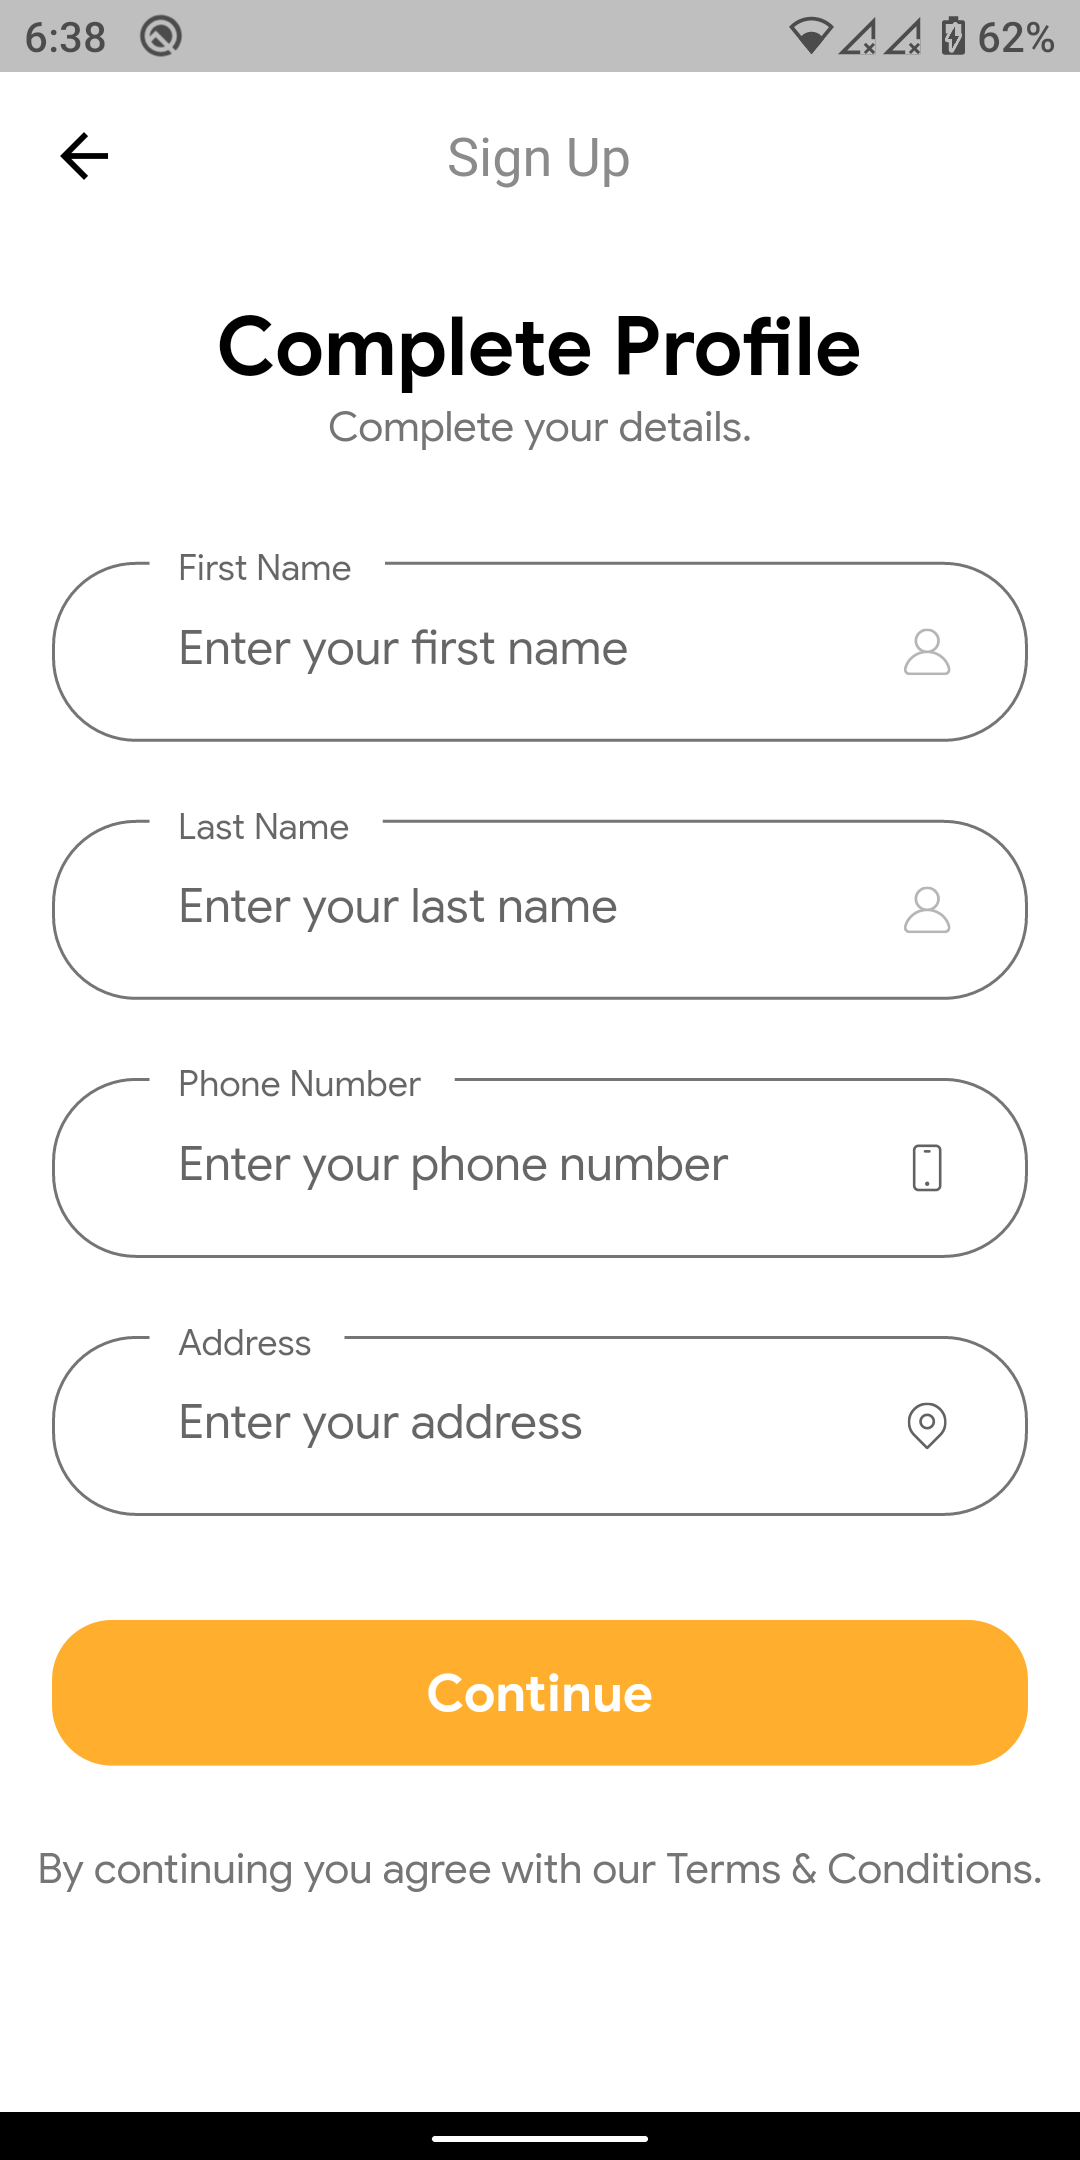 6:38 62%
Sign Up
Complete Profile
Complete your details.
First Name
Enter your first name
Last Name
Enter your last name
Phone Number
Enter your phone number
Address
Enter your address
Continue
By continuing you agree with our Terms & Conditions.